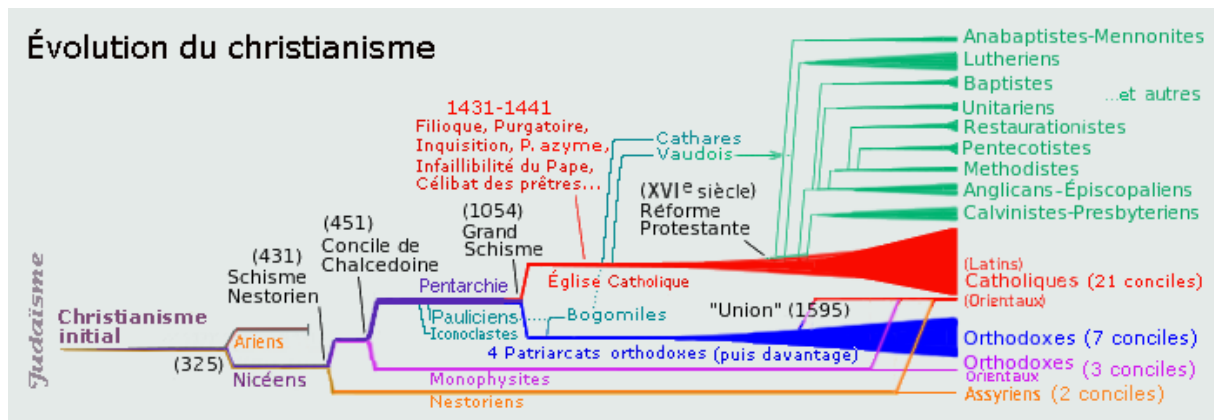 Évolution du christianisme
Judaïsme
Christianisme
initial
(325)
Ariens
Nicéens
(431)
Schisme
Nestorien
(451)
Concile de
Chalcedoine
Pentarchie
Pauliciens
Iconoclastes
Monophysites
Nestoriens
(1054)
Grand
Schisme
1431-1441
Filioque, Purgatoire,
Inquisition, P. azyme,
Infaillibilité du Pape,
Célibat des prêtres...
Église Catholique
Bogomiles
4 Patriarcats orthodoxes (puis davantage)
Cathares
Vaudois
(XVIe siècle)
Réforme
Protestante
"Union" (1595)
Anabaptistes-Mennonites
Lutheriens
Baptistes
...et autres
Unitariens
Restaurationistes
Pentecotistes
Methodistes
Anglicans-Épiscopaliens
Calvinistes-Presbyteriens
(Latins)
Catholiques (21 conciles)
(Orientaux)
Orthodoxes (7 conciles)
Orthodoxes (3 conciles)
Orientaux
Assyriens (2 conciles)